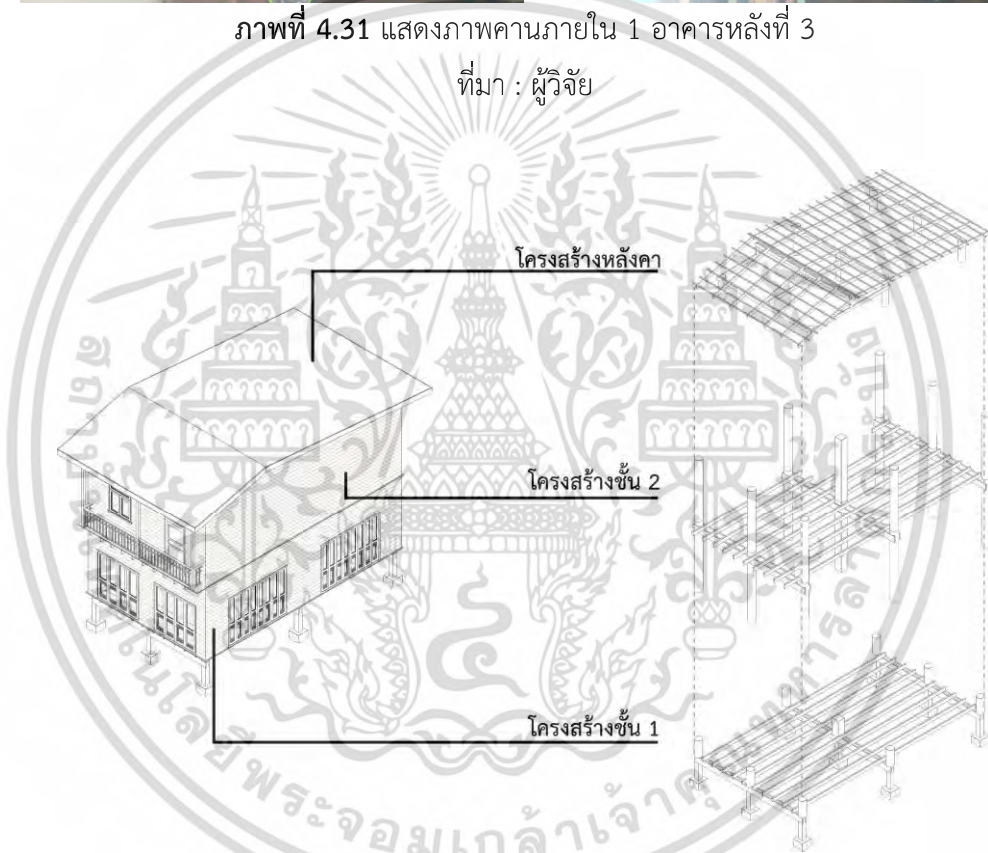 ภาพที่ 4.31 แสดงภาพคานภายใน 1 อาคารหลังที่ 3
ที่มา : ผู้วิจัย
โครงสร้างหลังคา
โครงสร้างชั้น 2
โครงสร้างชั้น 1